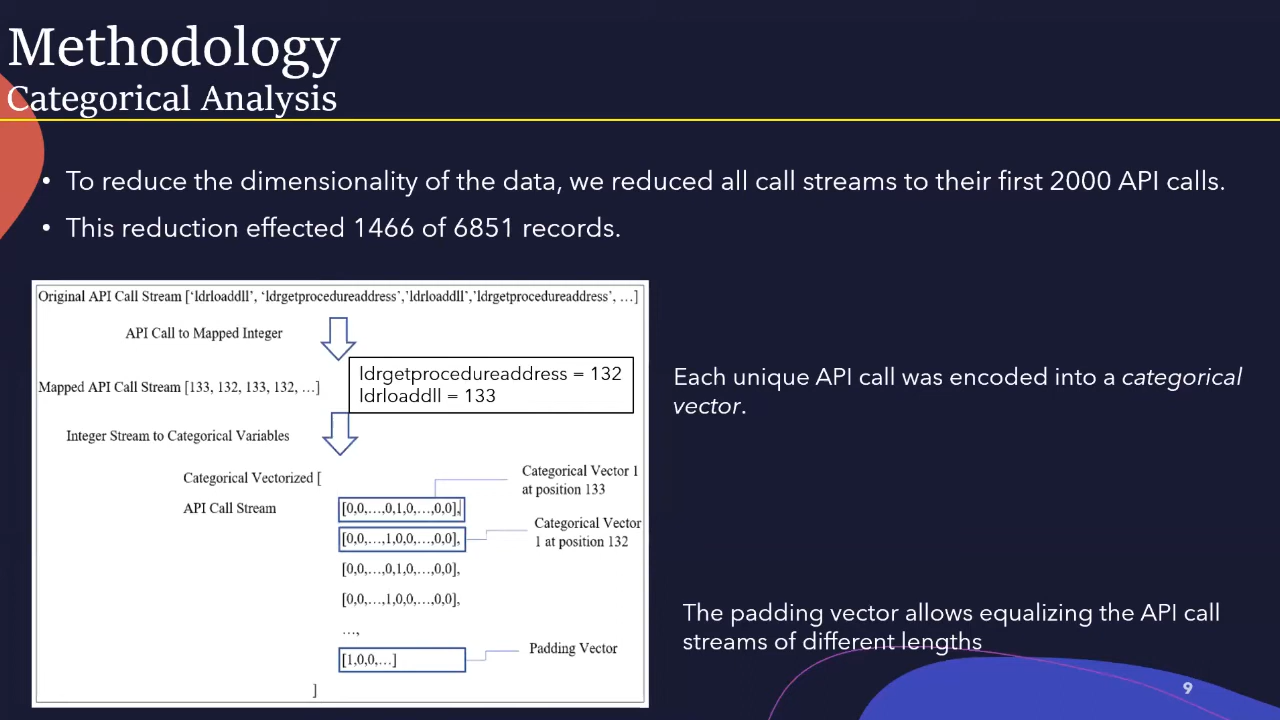 Methodology
Categorical Analysis
• To reduce the dimensionality of the data, we reduced all call streams to their first 2000 API calls.
• This reduction effected 1466 of 6851 records.
Original API Call Stream [‘ldrloaddll’, ‘ldrgetprocedureaddress’,’ldrloaddll’,’ldrgetprocedureaddress’, …]
API Call to Mapped Integer
ldrgetprocedureaddress = 132
ldrloaddll = 133
Mapped API Call Stream [133, 132, 133, 132, …]
Integer Stream to Categorical Variables
Categorical Vectorized [
API Call Stream
[0,0,…,0,1,0,…,0,0],
[0,0,…,1,0,0,…,0,0],
[0,0,…,0,1,0,…,0,0],
[0,0,…,1,0,0,…,0,0],
…,
[1,0,0,…]
]
Categorical Vector 1
at position 133
Categorical Vector
1 at position 132
Padding Vector
Each unique API call was encoded into a categorical
vector.
The padding vector allows equalizing the API call
streams of different lengths
9